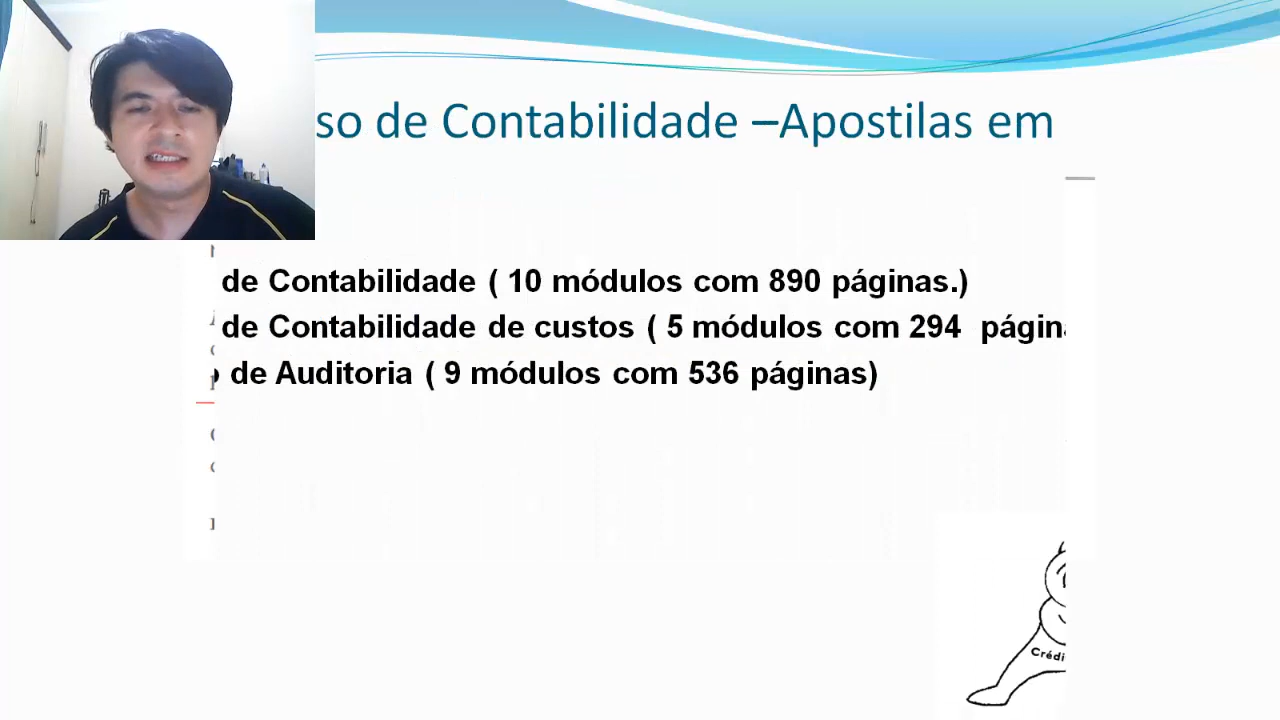 so de Contabilidade –Apostilas em
de Contabilidade ( 10 módulos com 890 páginas.)
de Contabilidade de custos ( 5 módulos com 294 págin
de Auditoria ( 9 módulos com 536 páginas)
Crédi